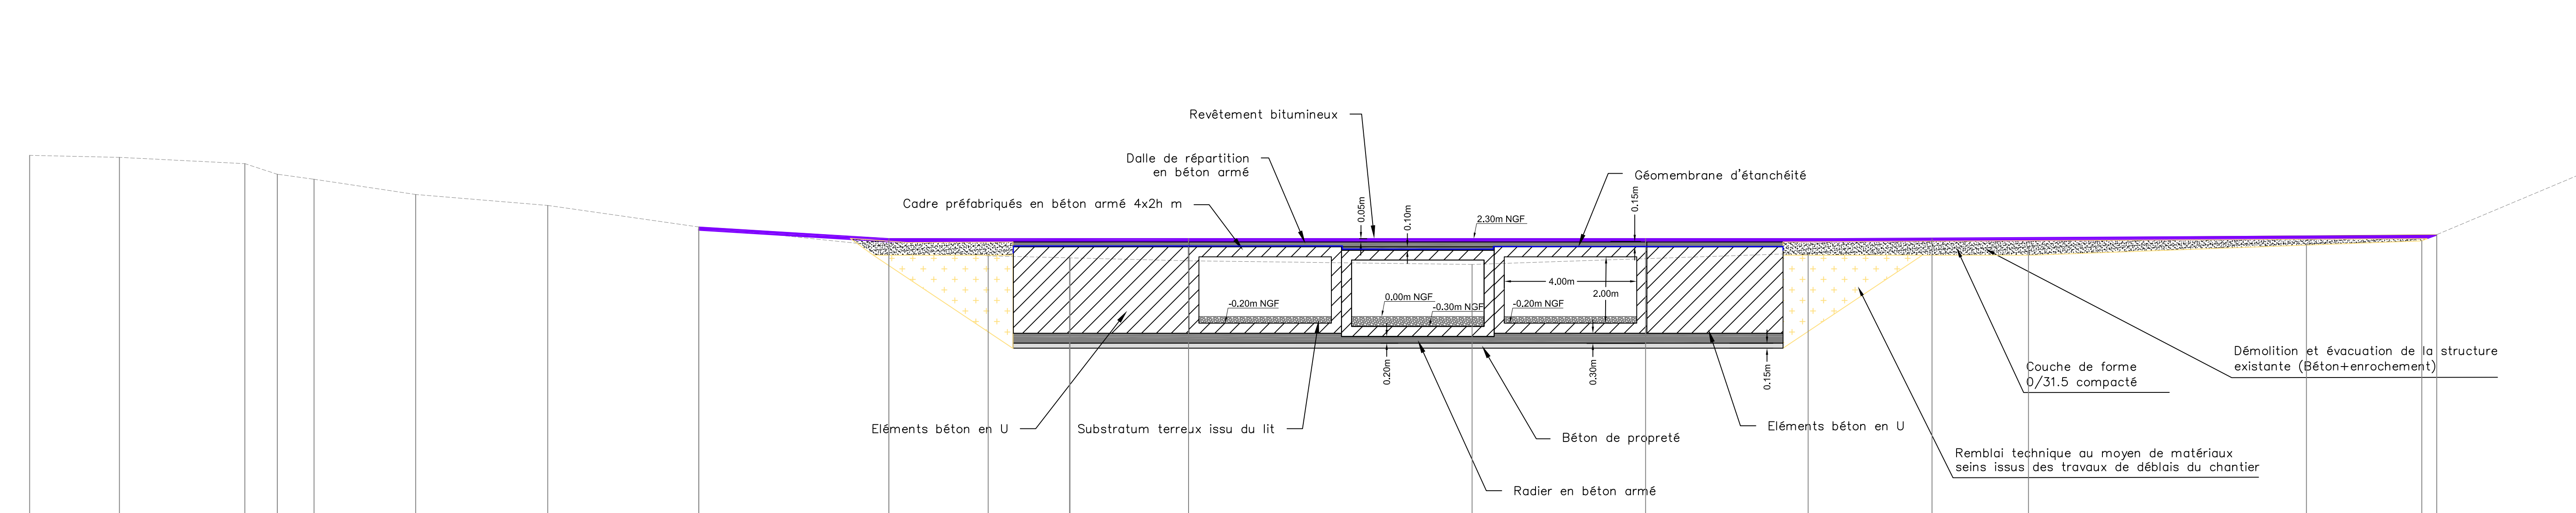 Revêtement bitumineux
Dalle de répartition
en béton armé
Cadre préfabriqués en béton armé 4x2h m
Géomembrane d'étanchéité
0.05m
0.10m
0.15m
2.30m NGF
-0.20m NGF
0.00m NGF
-0.30m NGF
-0.20m NGF
4.00m
2.00m
0.20m
0.30m
0.15m
Eléments béton en U
Substratum terreux issu du lit
Béton de propreté
Radier en béton armé
Eléments béton en U
Couche de forme
0/31.5 compacté
Démolition et évacuation de la structure
existante (Béton+enrochement)
Remblai technique au moyen de matériaux
seins issus des travaux de déblais du chantier